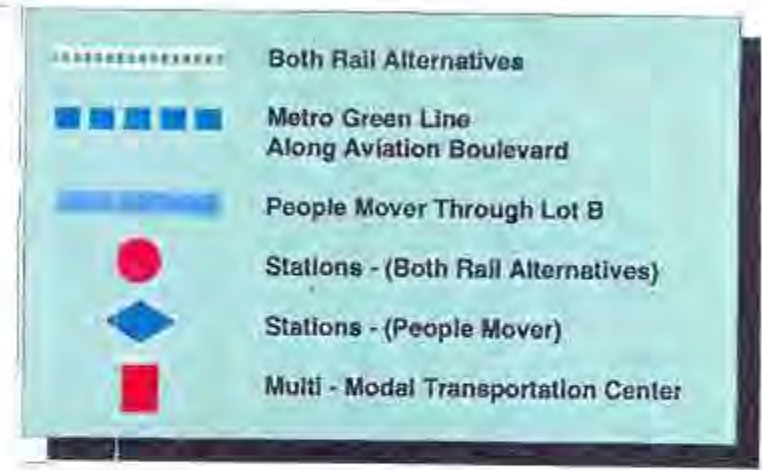 Both Rail Alternatives
Metro Green Line
Along Aviation Boulevard
People Mover Through Lot B
Stations - (Both Rail Alternatives)
Stations - (People Mover)
Multi - Modal Transportation Center